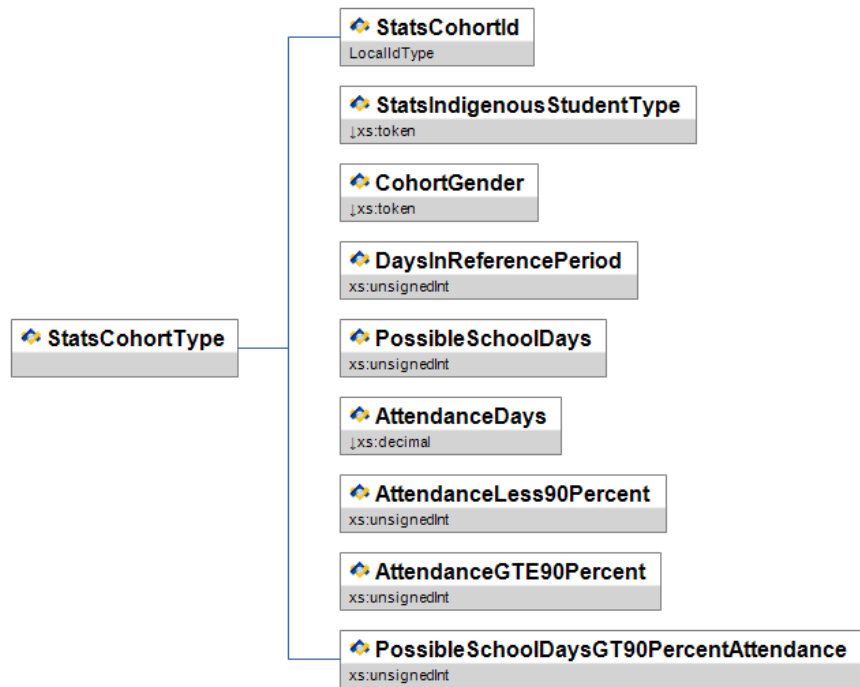 StatsCohortId
LocalIdType
StatsIndigenousStudentType
↓xs:token
CohortGender
↓xs:token
DaysInReferencePeriod
xs:unsignedInt
StatsCohortType
PossibleSchoolDays
xs:unsignedInt
AttendanceDays
↓xs:decimal
AttendanceLess90Percent
xs:unsignedInt
AttendanceGTE90Percent
xs:unsignedInt
PossibleSchoolDaysGT90PercentAttendance
xs:unsignedInt